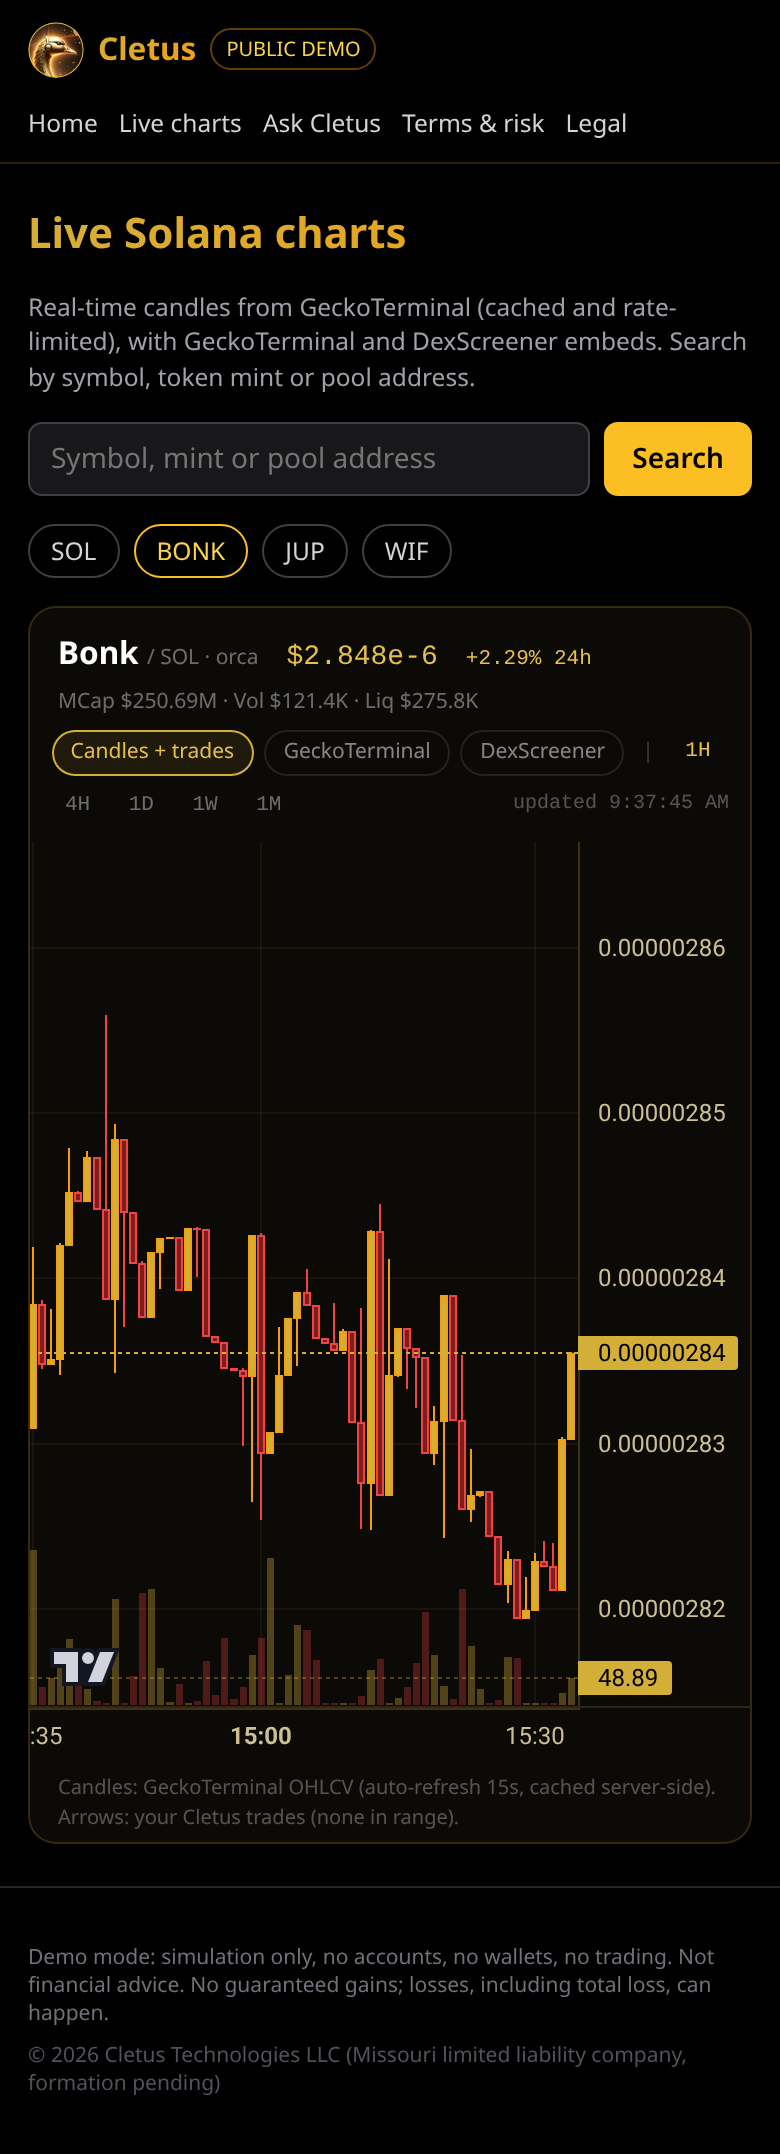 Cletus PUBLIC DEMO
Home Live charts Ask Cletus Terms & risk Legal
Live Solana charts
Real-time candles from GeckoTerminal (cached and rate-
limited), with GeckoTerminal and DexScreener embeds. Search
by symbol, token mint or pool address.
Symbol, mint or pool address Search
SOL BONK JUP WIF
Bonk / SOL · orca $2.848e-6 +2.29% 24h
MCap $250.69M · Vol $121.4K · Liq $275.8K
Candles + trades GeckoTerminal DexScreener | 1H
4H 1D 1W 1M updated 9:37:45 AM
0.00000286
0.00000285
0.00000284
0.00000284
0.00000283
0.00000282
48.89
:35 15:00 15:30
Candles: GeckoTerminal OHLCV (auto-refresh 15s, cached server-side).
Arrows: your Cletus trades (none in range).
Demo mode: simulation only, no accounts, no wallets, no trading. Not
financial advice. No guaranteed gains; losses, including total loss, can
happen.
© 2026 Cletus Technologies LLC (Missouri limited liability company,
formation pending)